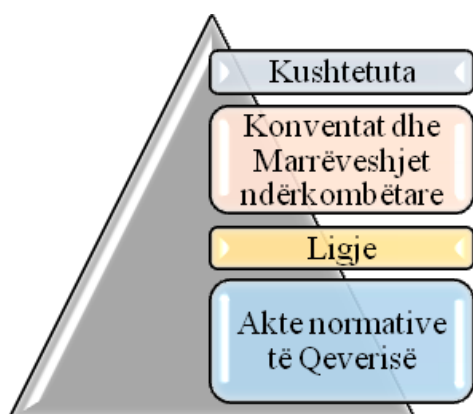 Kushtetuta
Konventat dhe
Marrëveshjet
ndërkombëtare
Ligje
Akte normative
të Qeverisë